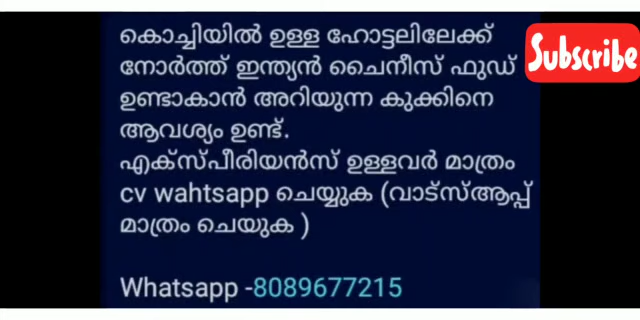 കൊച്ചിയിൽ ഉള്ള ഹോട്ടലിലേക്ക്
നോർത്ത് ഇന്ത്യൻ ചൈനീസ് ഫുഡ്
ഉണ്ടാകാൻ അറിയുന്ന കുക്കിനെ
ആവശ്യം ഉണ്ട്.
എക്സ്പീരിയൻസ് ഉള്ളവർ മാത്രം
cv wahtsapp ചെയ്യുക (വാട്സ്ആപ്പ്
മാത്രം ചെയുക )
Whatsapp -8089677215
Subscribe